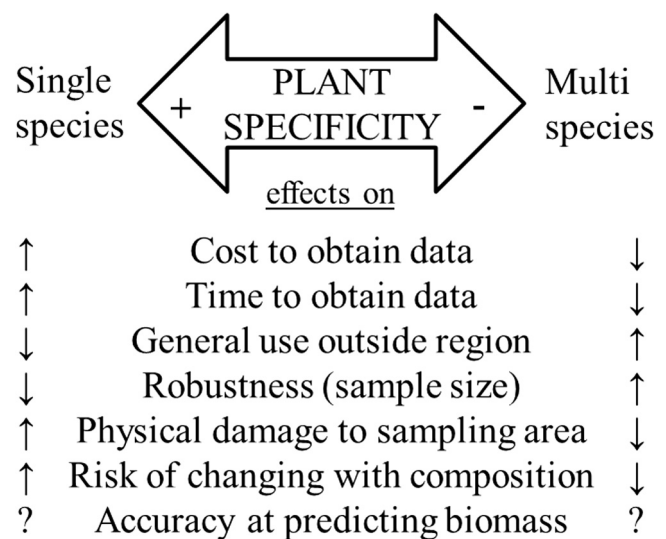 Single species
+ PLANT SPECIFICITY -
Multi species
effects on
↑ Cost to obtain data ↓
↑ Time to obtain data ↓
↓ General use outside region ↑
↓ Robustness (sample size) ↑
↑ Physical damage to sampling area ↓
↑ Risk of changing with composition ↓
? Accuracy at predicting biomass ?